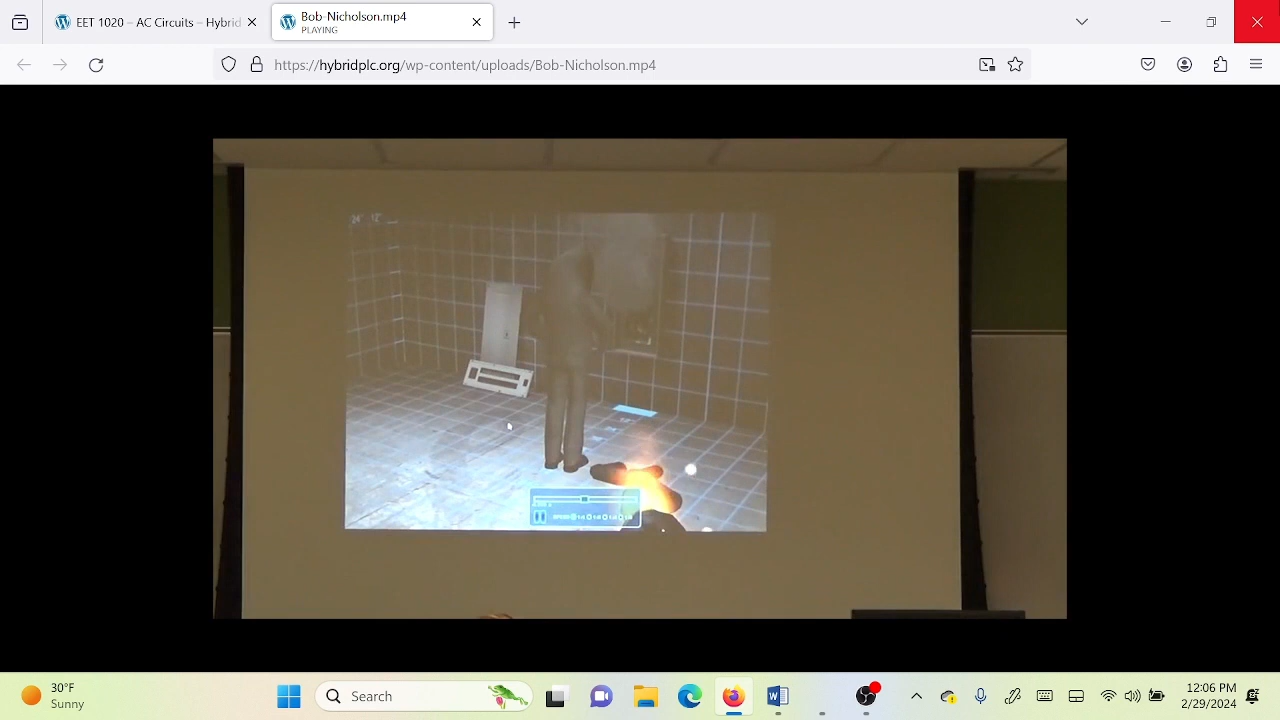 EET 1020 – AC Circuits – Hybrid
Bob-Nicholson.mp4
PLAYING
https://hybridplc.org/wp-content/uploads/Bob-Nicholson.mp4
30°F
Sunny
Search
12:06 PM
2/29/2024